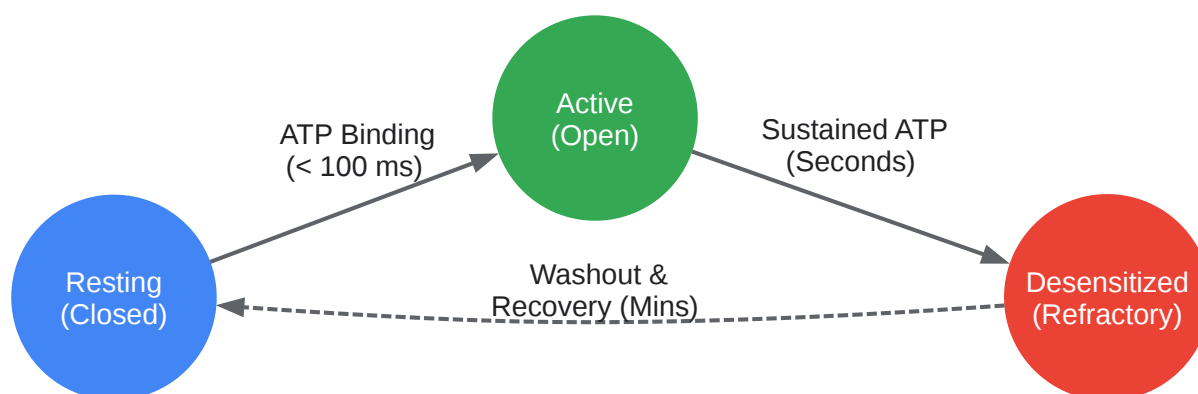 Active
(Open)
ATP Binding
(< 100 ms)
Sustained ATP
(Seconds)
Resting
(Closed)
Washout &
Recovery (Mins)
Desensitized
(Refractory)